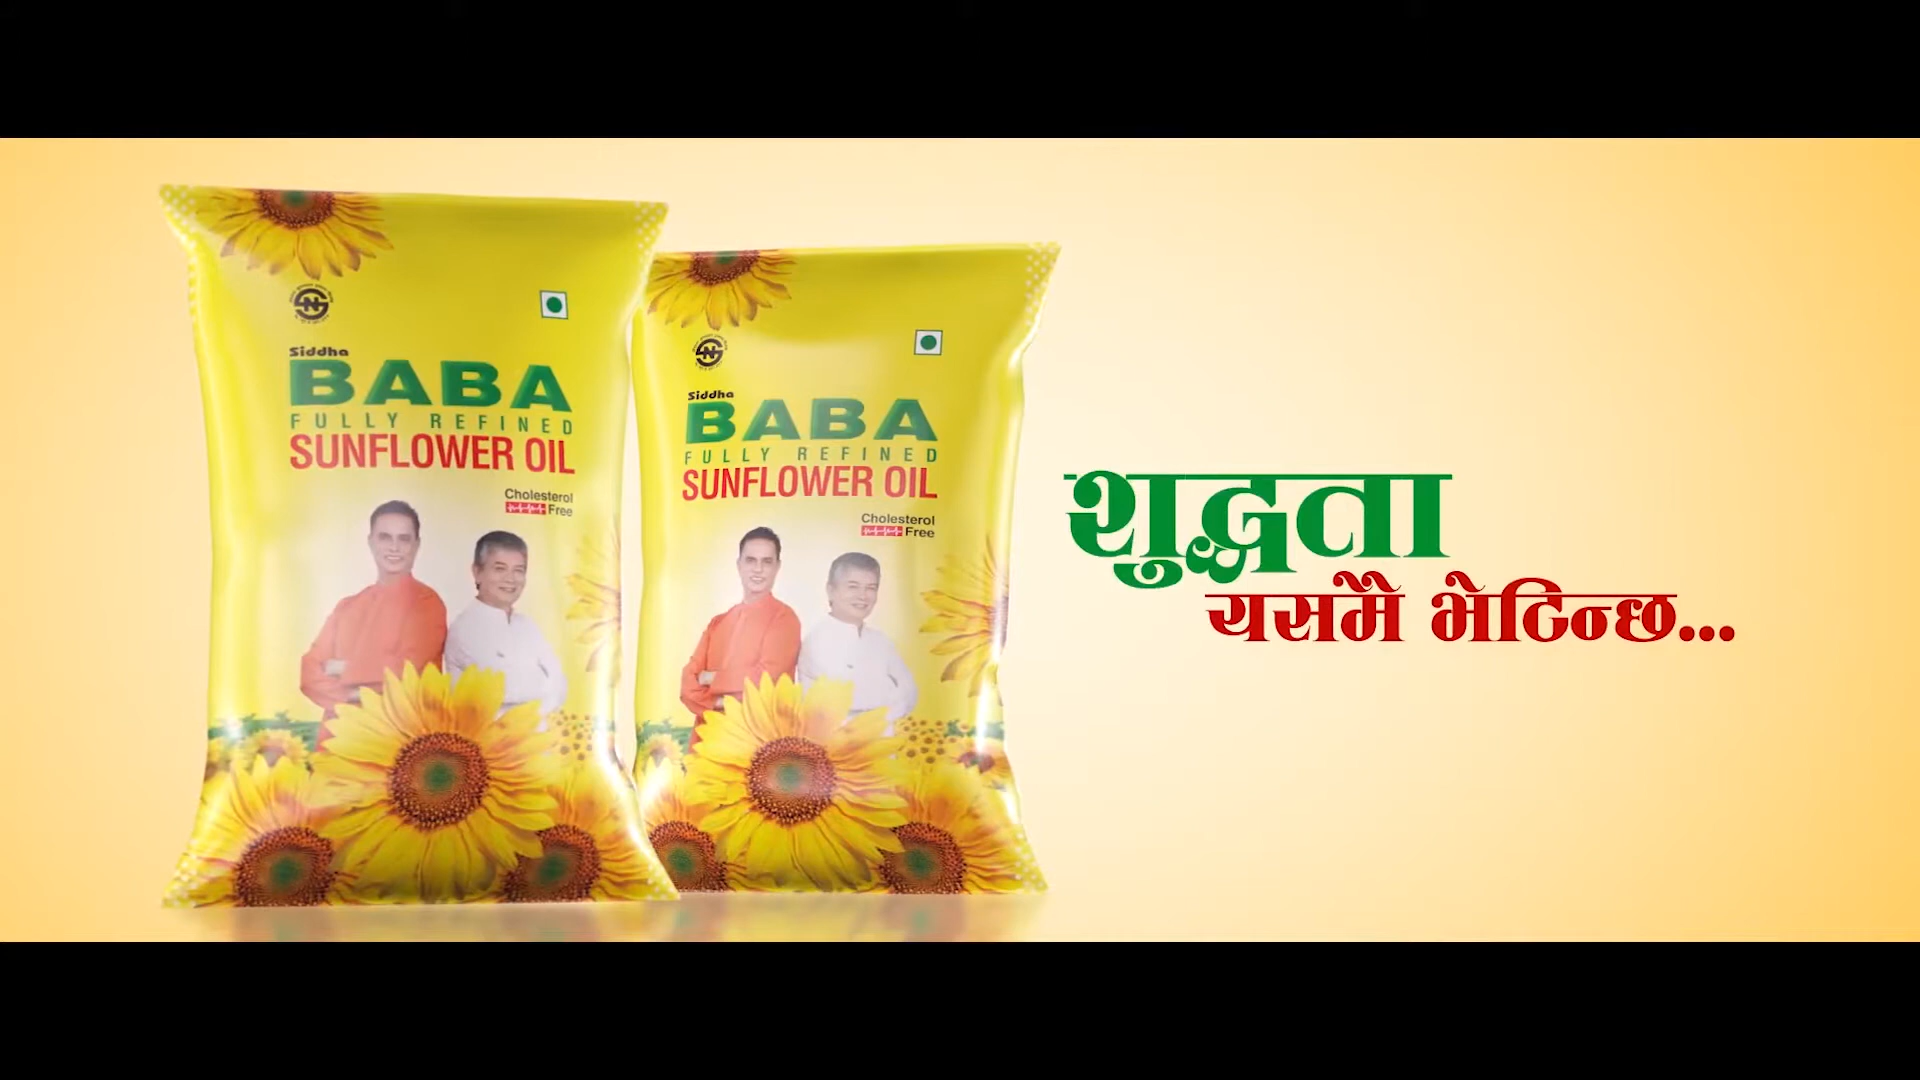 Siddha
BABA
FULLY REFINED
SUNFLOWER OIL
Cholesterol
Free
Siddha
BABA
FULLY REFINED
SUNFLOWER OIL
Cholesterol
Free
शुद्धता
यसमै भेटिन्छ...